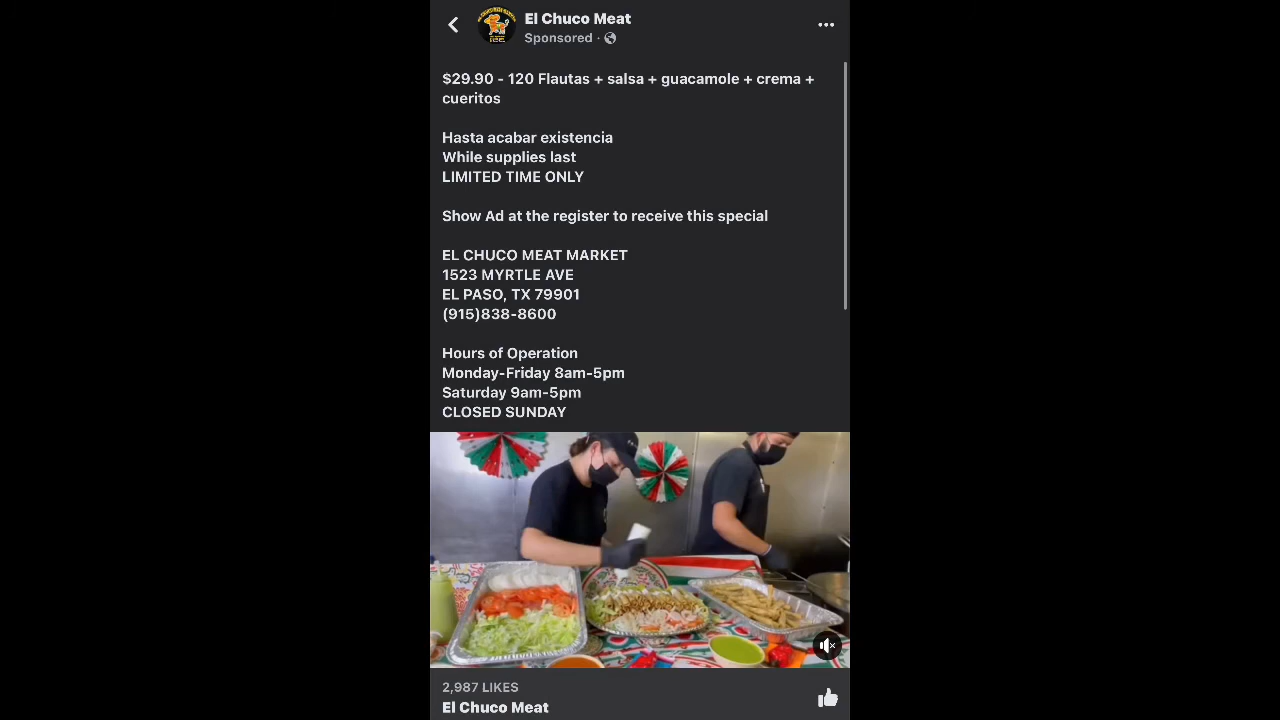 El Chuco Meat
Sponsored ·
$29.90 - 120 Flautas + salsa + guacamole + crema +
cueritos
Hasta acabar existencia
While supplies last
LIMITED TIME ONLY
Show Ad at the register to receive this special
EL CHUCO MEAT MARKET
1523 MYRTLE AVE
EL PASO, TX 79901
(915)838-8600
Hours of Operation
Monday-Friday 8am-5pm
Saturday 9am-5pm
CLOSED SUNDAY
2,987 LIKES
El Chuco Meat